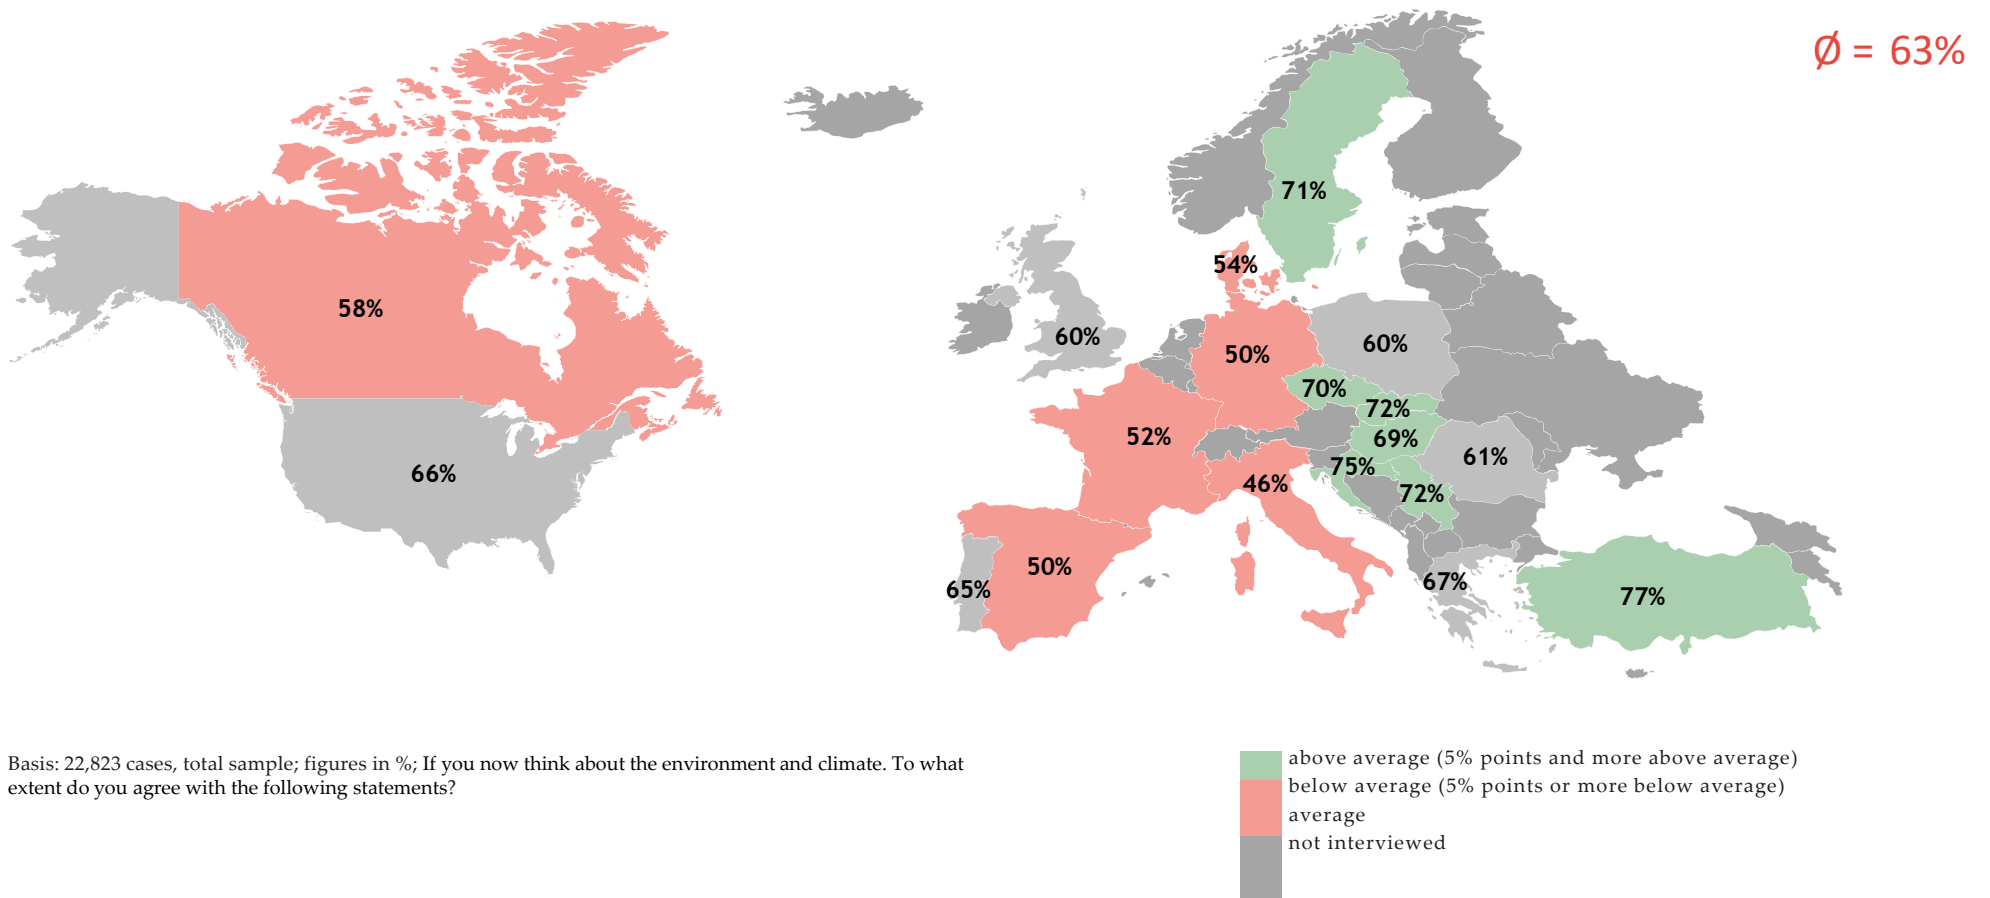 Ø = 63%
71%
54%
58%
60%
60%
50%
70%
72%
52%
69%
61%
75%
66%
46%
72%
50%
67%
65%
77%
Basis: 22,823 cases, total sample; figures in %; If you now think about the environment and climate. To what
extent do you agree with the following statements?
above average (5% points and more above average)
below average (5% points or more below average)
average
not interviewed